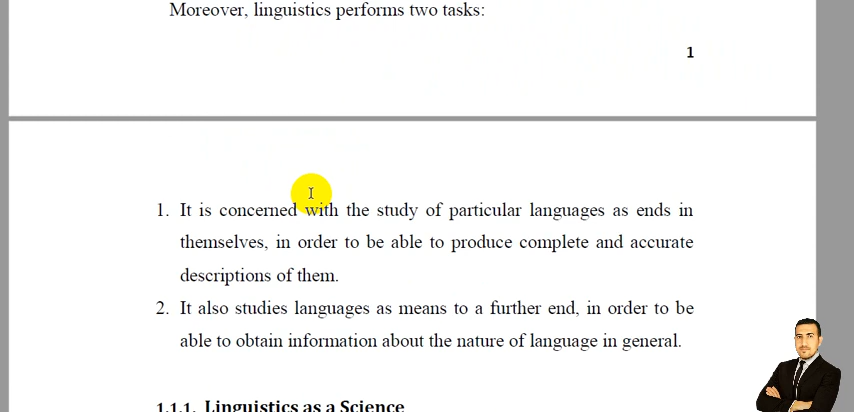 Moreover, linguistics performs two tasks:
1
1. It is concerned with the study of particular languages as ends in
themselves, in order to be able to produce complete and accurate
descriptions of them.
2. It also studies languages as means to a further end, in order to be
able to obtain information about the nature of language in general.
1.1.1. Linguistics as a Science